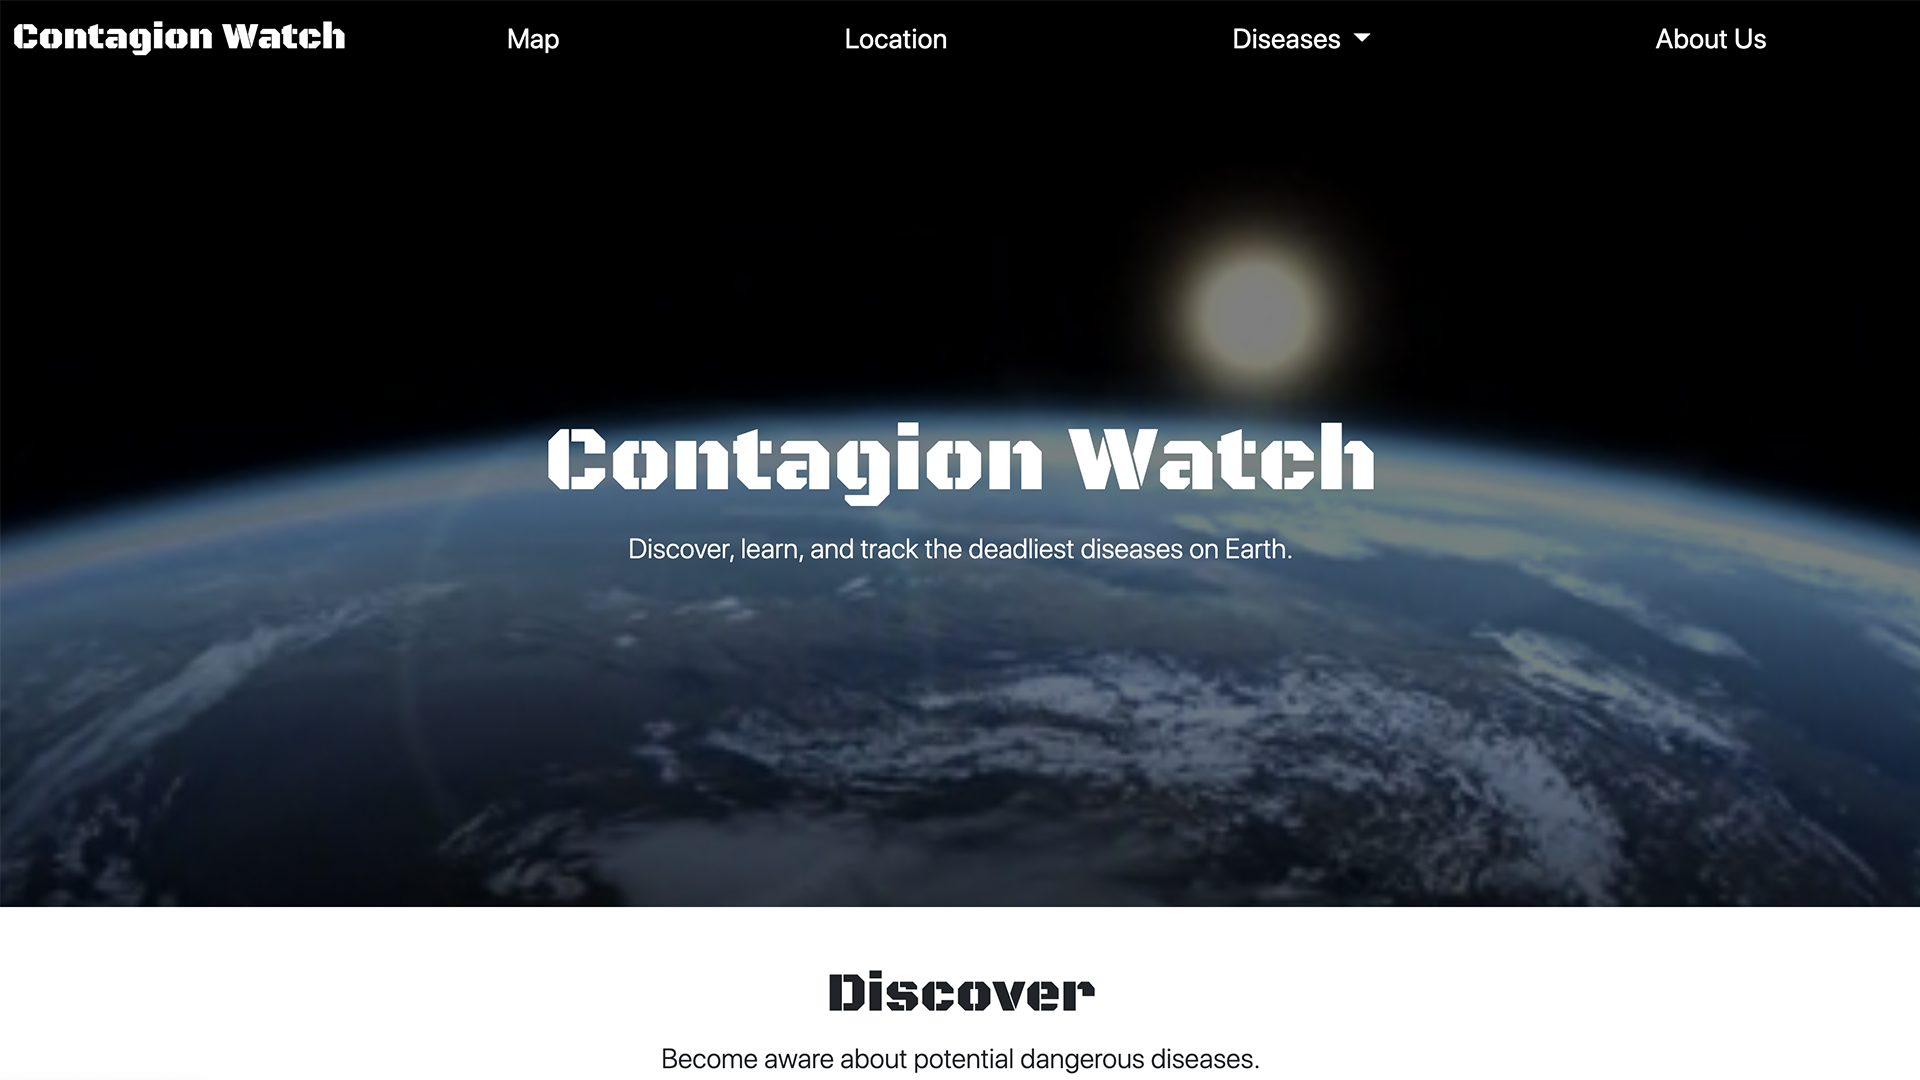 Contagion Watch Map Location Diseases About Us
Contagion Watch
Discover, learn, and track the deadliest diseases on Earth.
Discover
Become aware about potential dangerous diseases.